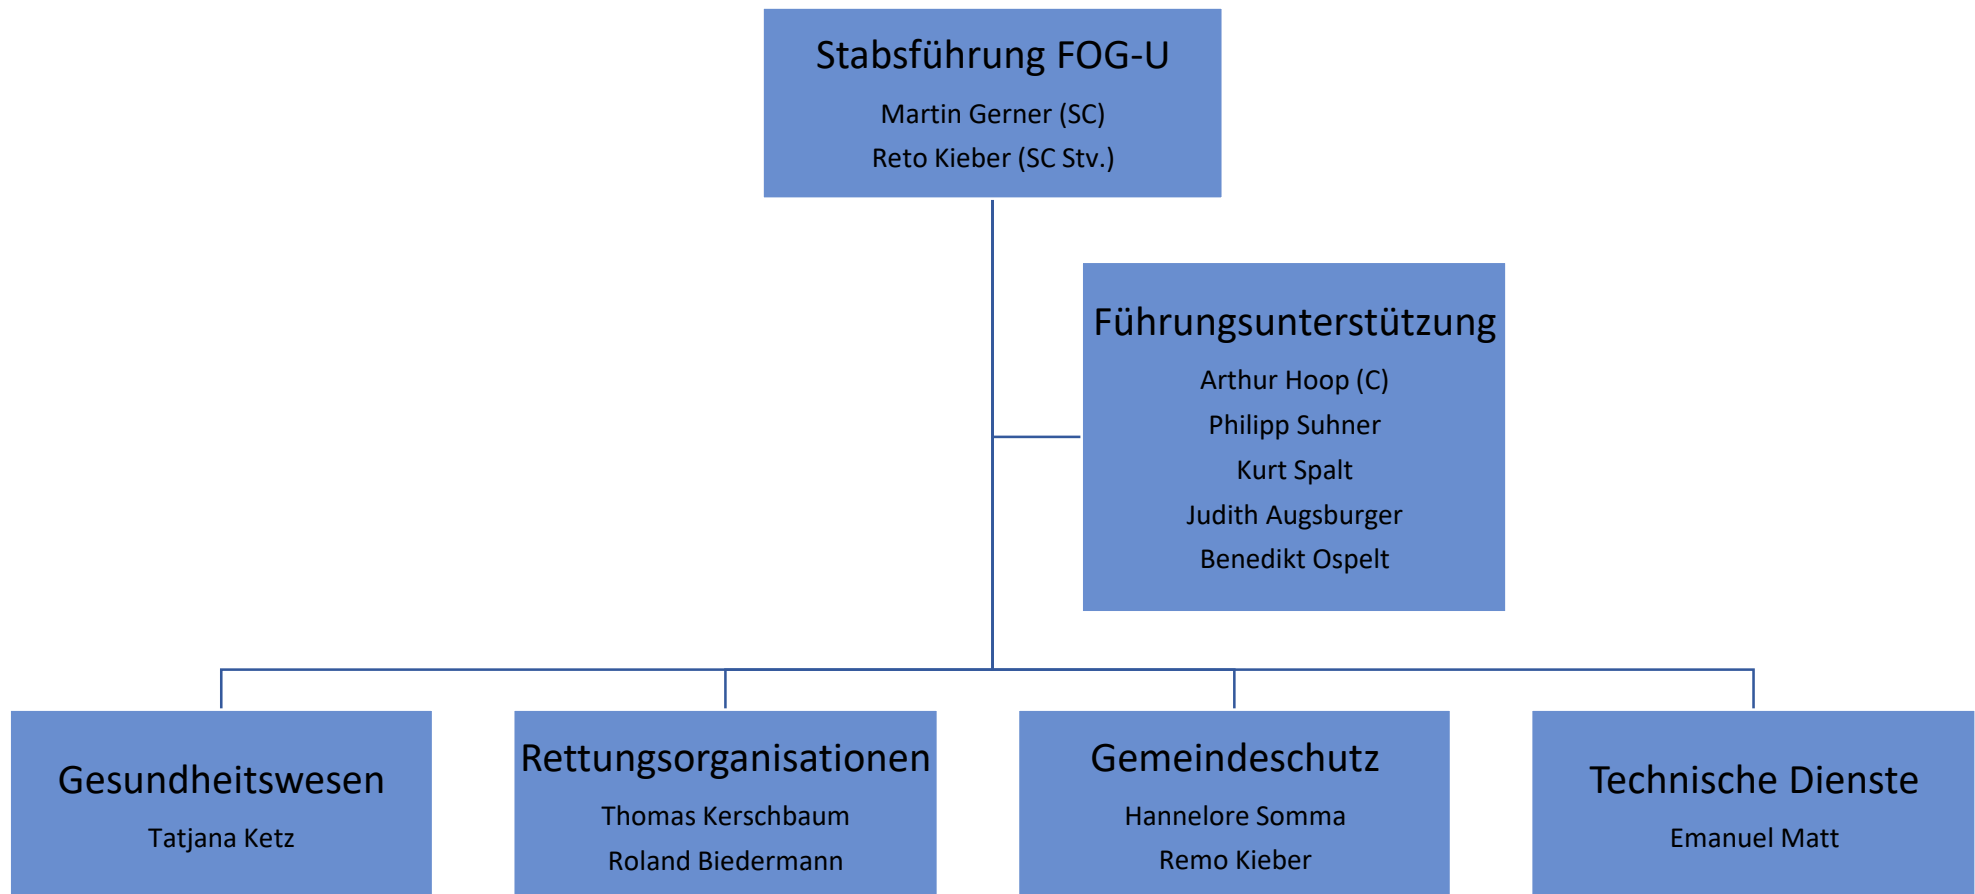 Stabsführung FOG-U
Martin Gerner (SC)
Reto Kieber (SC Stv.)
Führungsunterstützung
Arthur Hoop (C)
Philipp Suhner
Kurt Spalt
Judith Augsburger
Benedikt Ospelt
Gesundheitswesen
Tatjana Ketz
Rettungsorganisationen
Thomas Kerschbaum
Roland Biedermann
Gemeindeschutz
Hannelore Somma
Remo Kieber
Technische Dienste
Emanuel Matt